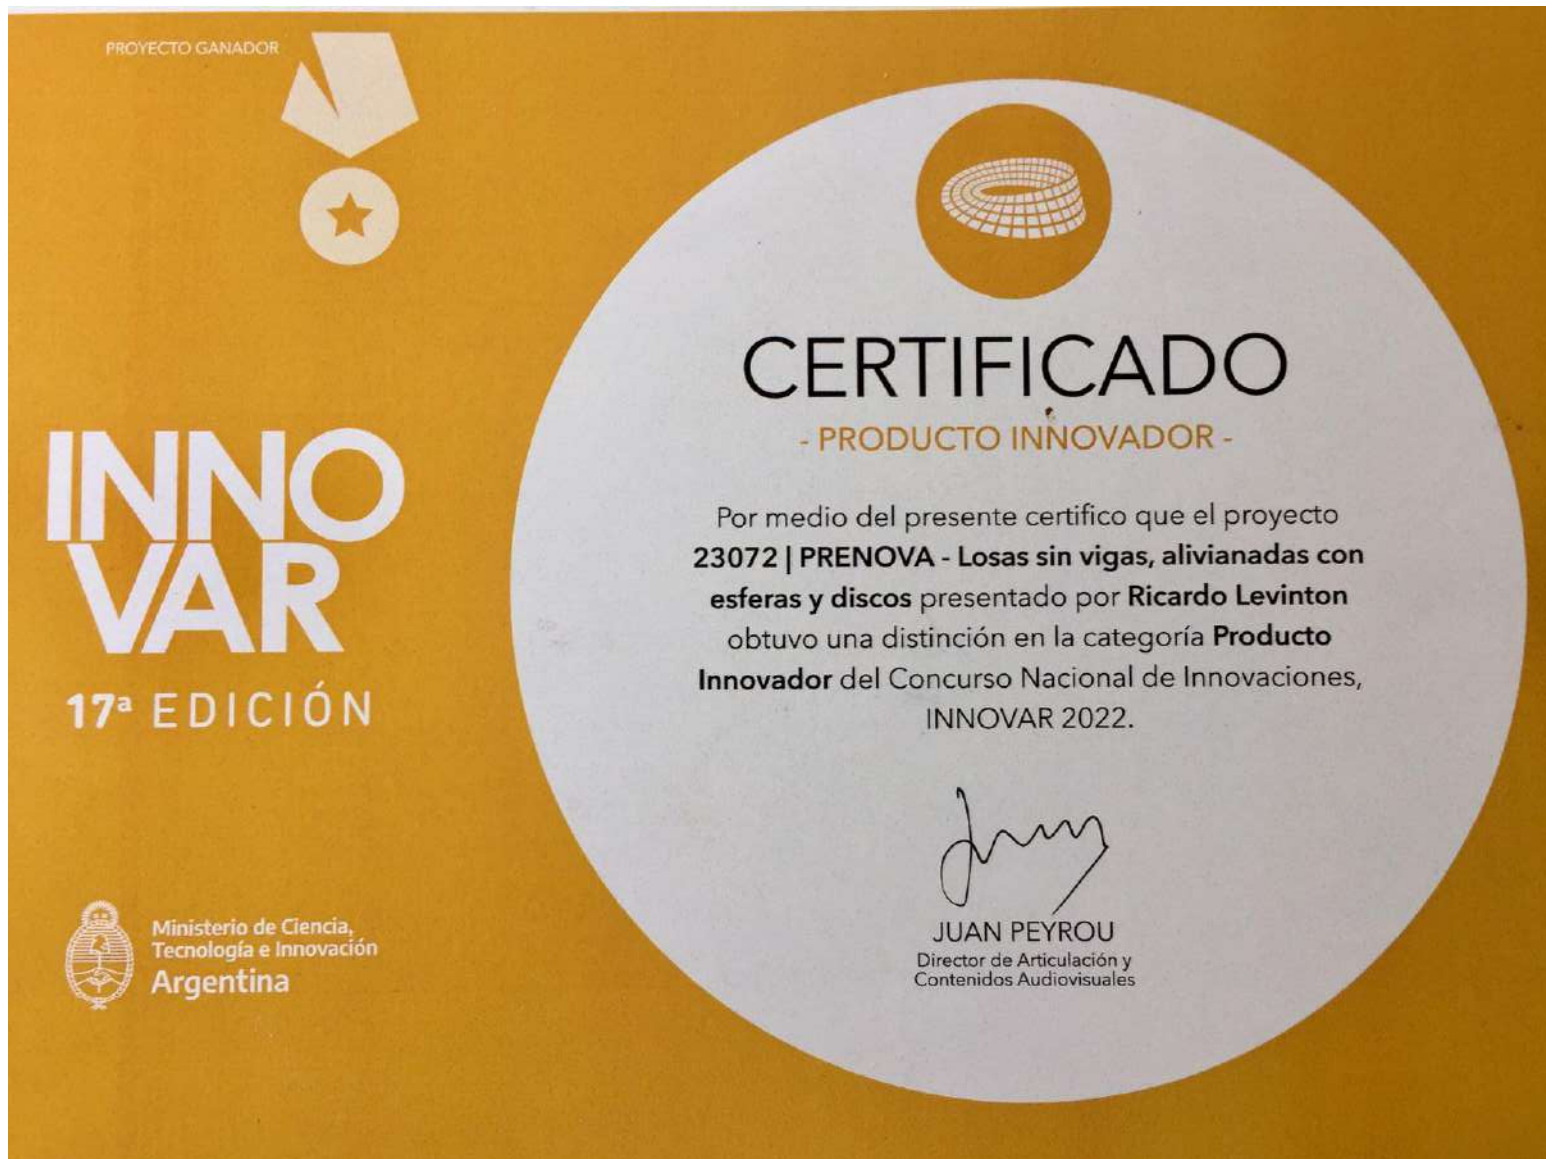 PROYECTO GANADOR
INNO
VAR
17ª EDICIÓN
Ministerio de Ciencia,
Tecnología e Innovación
Argentina
CERTIFICADO
- PRODUCTO INNOVADOR -
Por medio del presente certifico que el proyecto
23072 | PRENOVA - Losas sin vigas, alivianadas con
esferas y discos presentado por Ricardo Levinton
obtuvo una distinción en la categoría Producto
Innovador del Concurso Nacional de Innovaciones,
INNOVAR 2022.
JUAN PEYROU
Director de Articulación y
Contenidos Audiovisuales